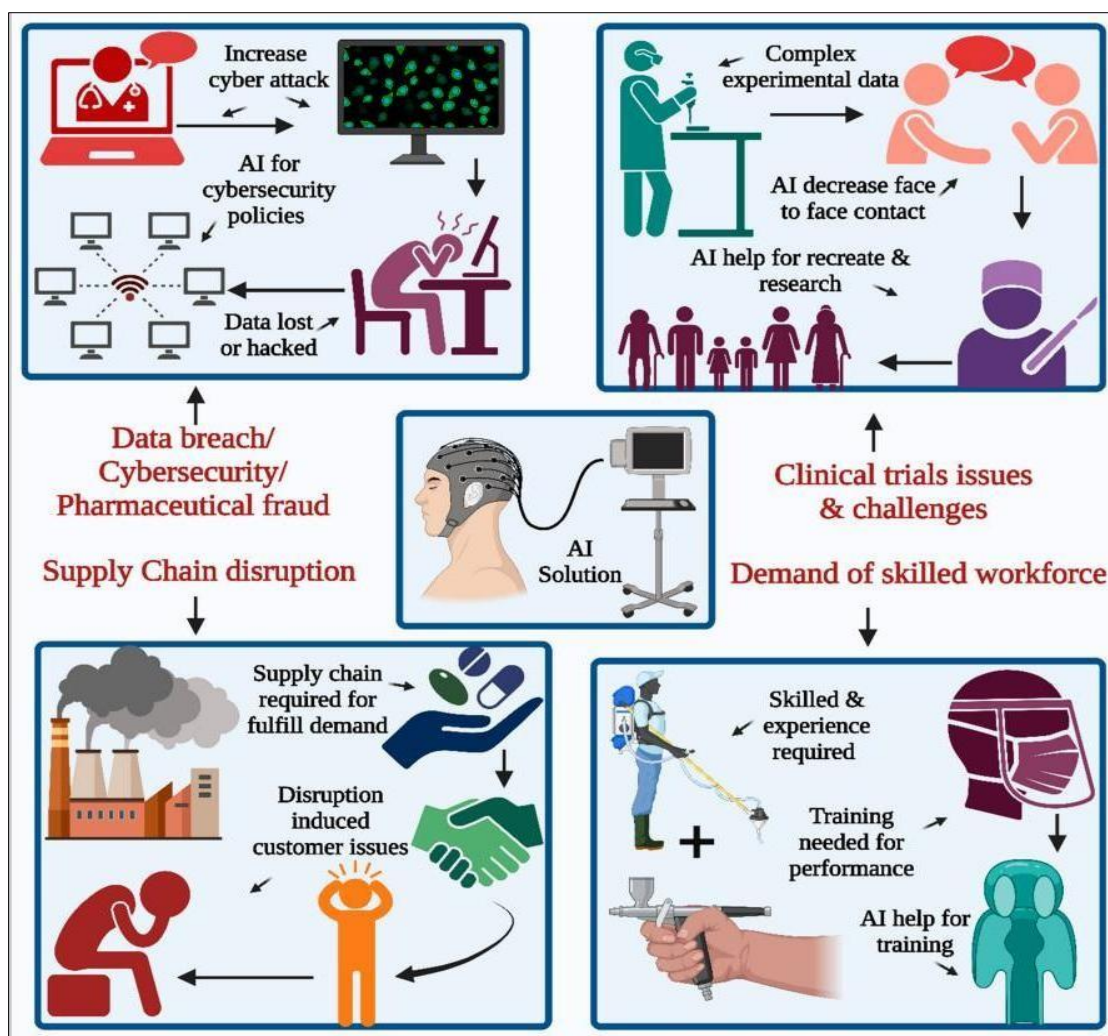 Increase
cyber attack
AI for
cybersecurity
policies
Data lost
or hacked
Complex
experimental data
AI decrease face
to face contact
AI help for recreate &
research
Data breach/
Cybersecurity/
Pharmaceutical fraud
Clinical trials issues
& challenges
AI
Solution
Supply Chain disruption
Demand of skilled workforce
Supply chain
required for
fulfill demand
Disruption
induced
customer issues
Skilled &
experience
required
Training
needed for
performance
AI help for
training